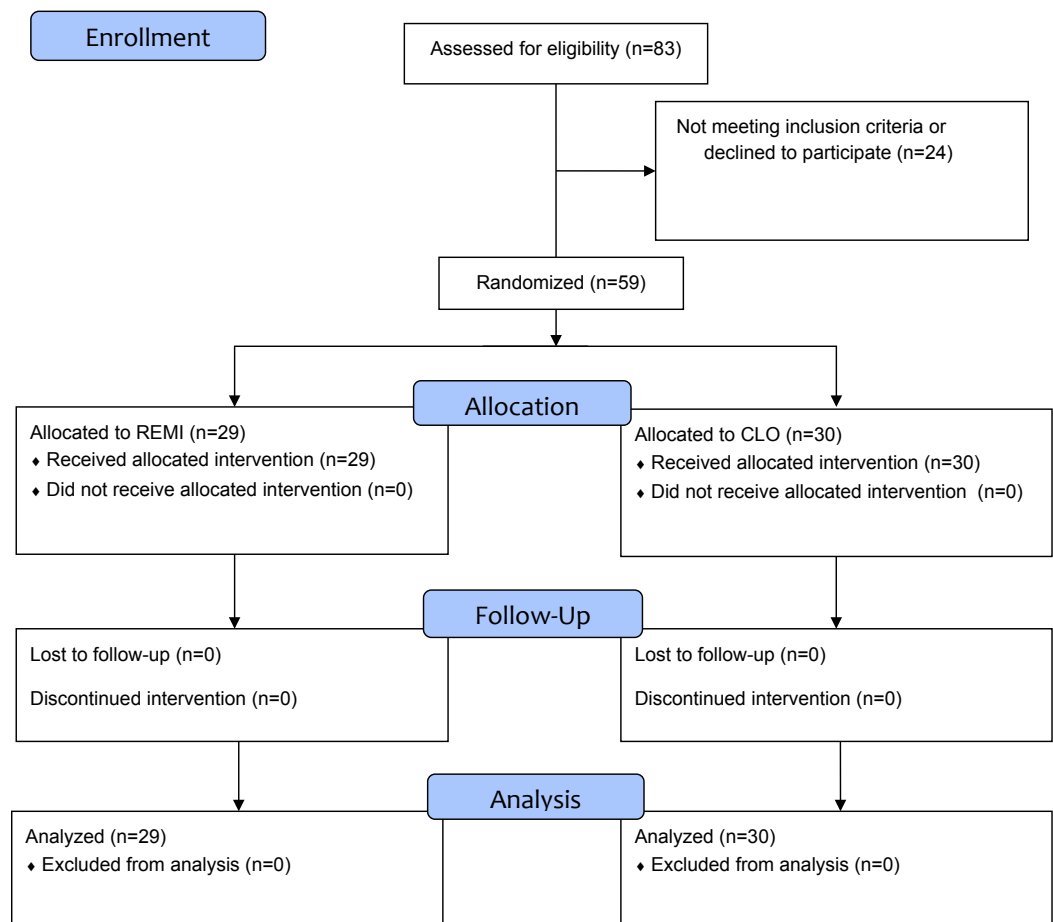 Enrollment
Assessed for eligibility (n=83)
Not meeting inclusion criteria or
declined to participate (n=24)
Randomized (n=59)
Allocation
Allocated to REMI (n=29)
♦ Received allocated intervention (n=29)
♦ Did not receive allocated intervention (n=0)
Allocated to CLO (n=30)
♦ Received allocated intervention (n=30)
♦ Did not receive allocated intervention (n=0)
Follow-Up
Lost to follow-up (n=0)
Discontinued intervention (n=0)
Lost to follow-up (n=0)
Discontinued intervention (n=0)
Analysis
Analyzed (n=29)
♦ Excluded from analysis (n=0)
Analyzed (n=30)
♦ Excluded from analysis (n=0)